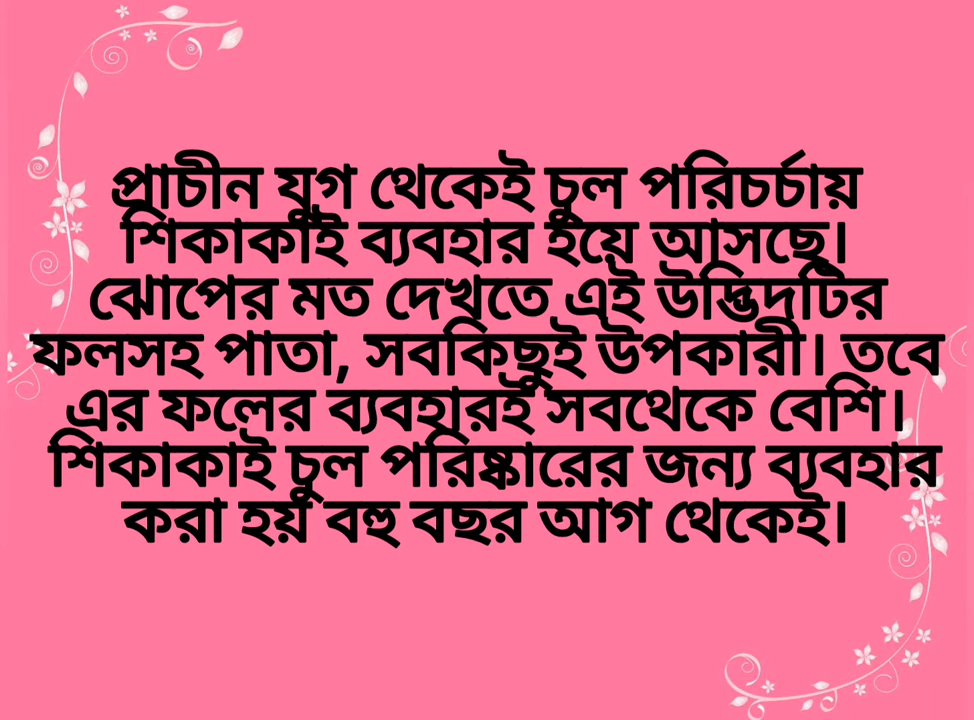 প্রাচীন যুগ থেকেই চুল পরিচর্চায়
শিকাকাই ব্যবহার হয়ে আসছে।
ঝোপের মত দেখতে এই উদ্ভিদটির
ফলসহ পাতা, সবকিছুই উপকারী। তবে
এর ফলের ব্যবহারই সবথেকে বেশি।
শিকাকাই চুল পরিষ্কারের জন্য ব্যবহার
করা হয় বহু বছর আগ থেকেই।